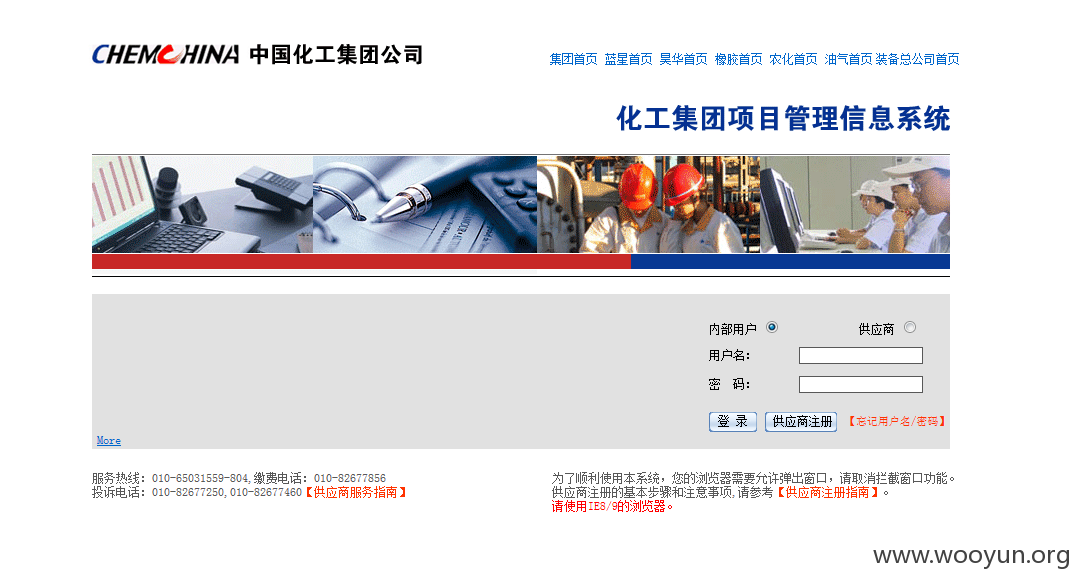 CHEMCHINA 中国化工集团公司
集团首页 蓝星首页 昊华首页 橡胶首页 农化首页 油气首页 装备总公司首页
化工集团项目管理信息系统
内部用户 供应商
用户名：
密 码：
登 录 供应商注册 【忘记用户名/密码】
More
服务热线：010-65031559-804,缴费电话：010-82677856
投诉电话：010-82677250,010-82677460【供应商服务指南】
为了顺利使用本系统，您的浏览器需要允许弹出窗口，请取消拦截窗口功能。
供应商注册的基本步骤和注意事项,请参考【供应商注册指南】。
请使用IE8/9的浏览器。
www.wooyun.org